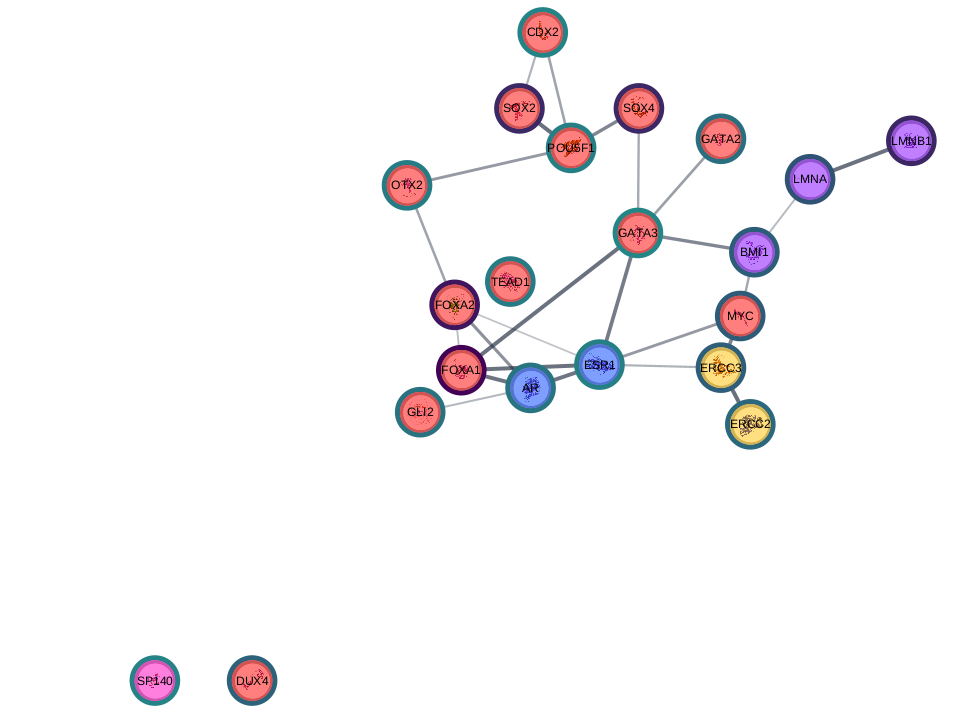 CDX2
SOX2
SOX4
POU5F1
GATA2
LMNB1
LMNA
OTX2
GATA3
BMI1
TEAD1
FOXA2
MYC
ESR1
ERCC3
FOXA1
AR
GLI2
ERCC2
SP140
DUX4